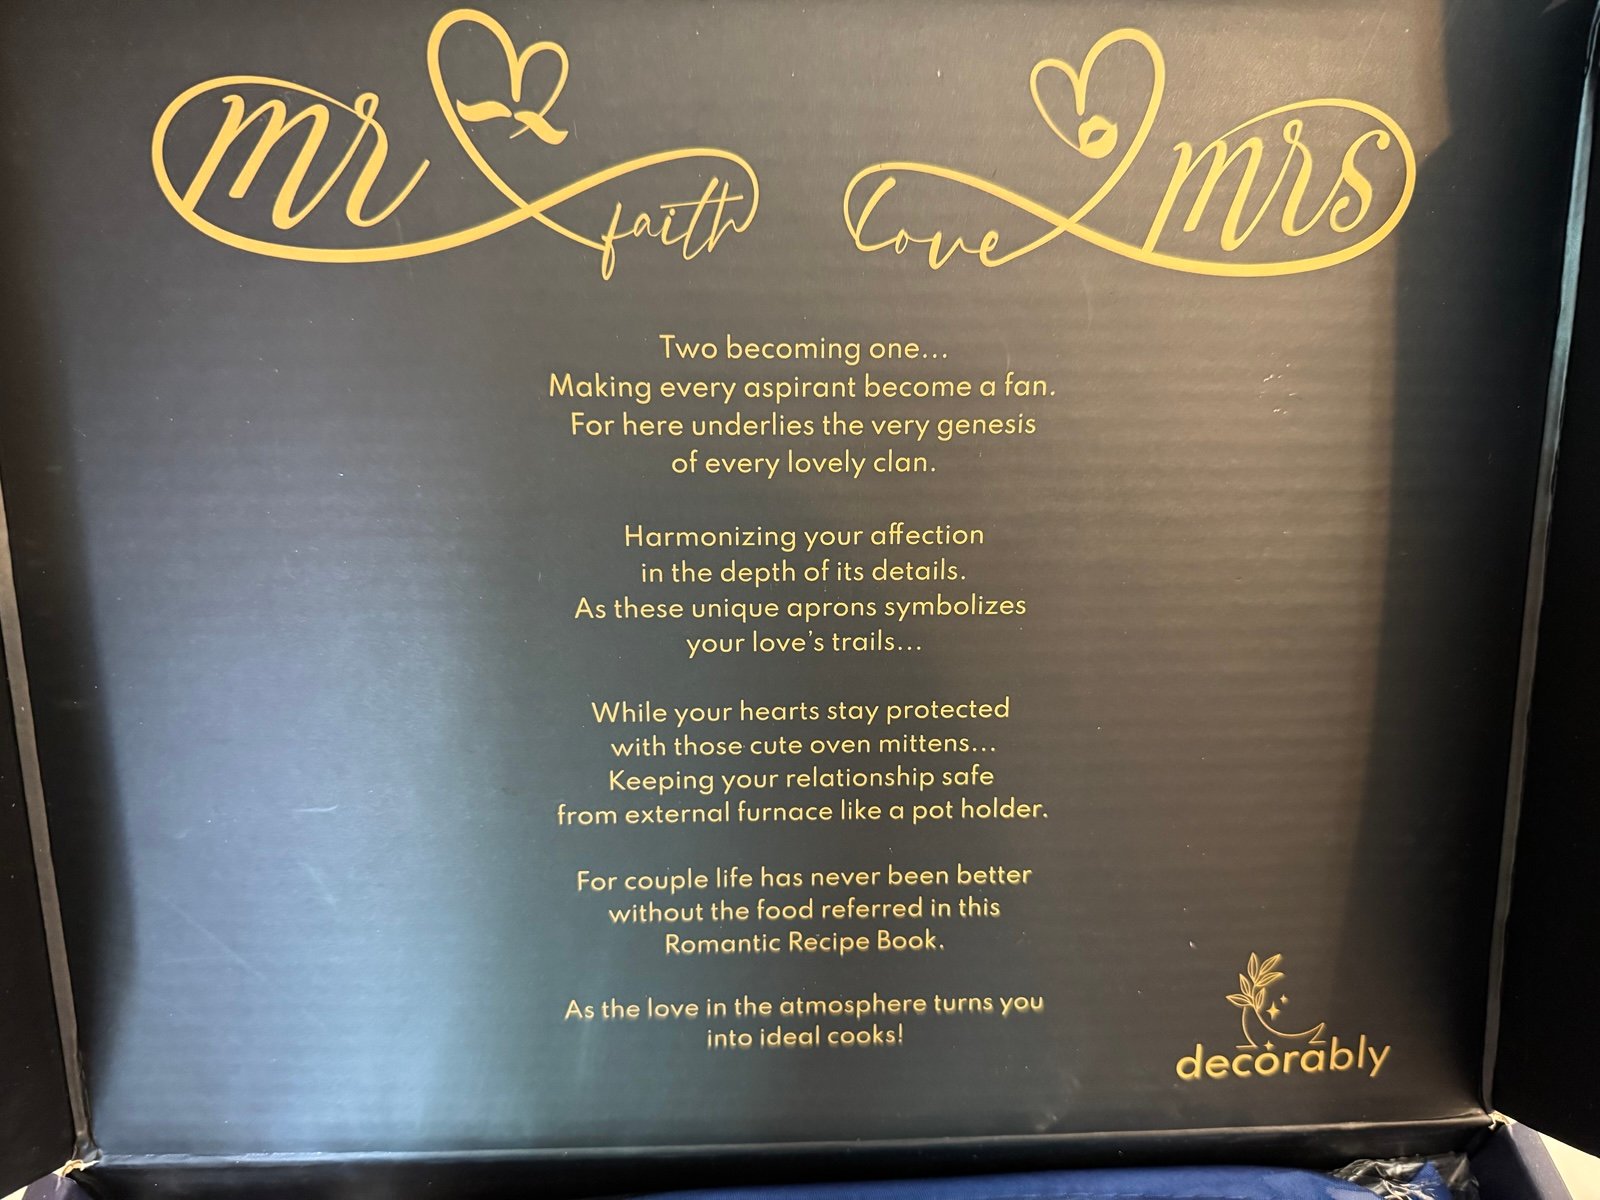 mr faith
love mrs
Two becoming one...
Making every aspirant become a fan.
For here underlies the very genesis
of every lovely clan.
Harmonizing your affection
in the depth of its details.
As these unique aprons symbolizes
your love's trails...
While your hearts stay protected
with those cute oven mittens...
Keeping your relationship safe
from external furnace like a pot holder.
For couple life has never been better
without the food referred in this
Romantic Recipe Book.
As the love in the atmosphere turns you
into ideal cooks!
decorably